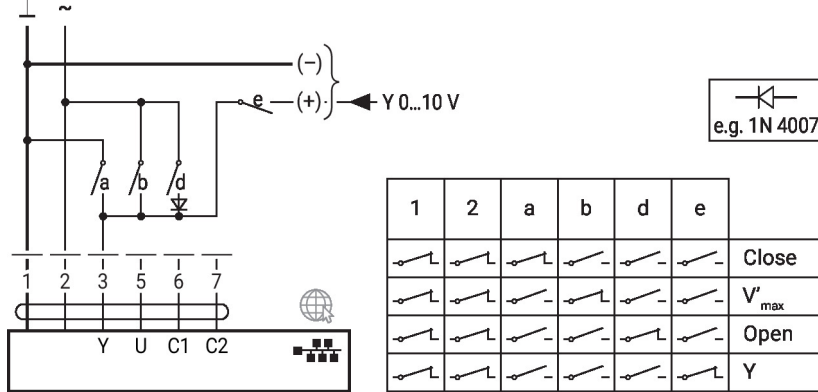 ⊥ ~
(−)
e (+) Y 0...10 V
e.g. 1N 4007
a b d
1 2 a b d e
Close
V'max
Open
Y
1 2 3 5 6 7
Y U C1 C2